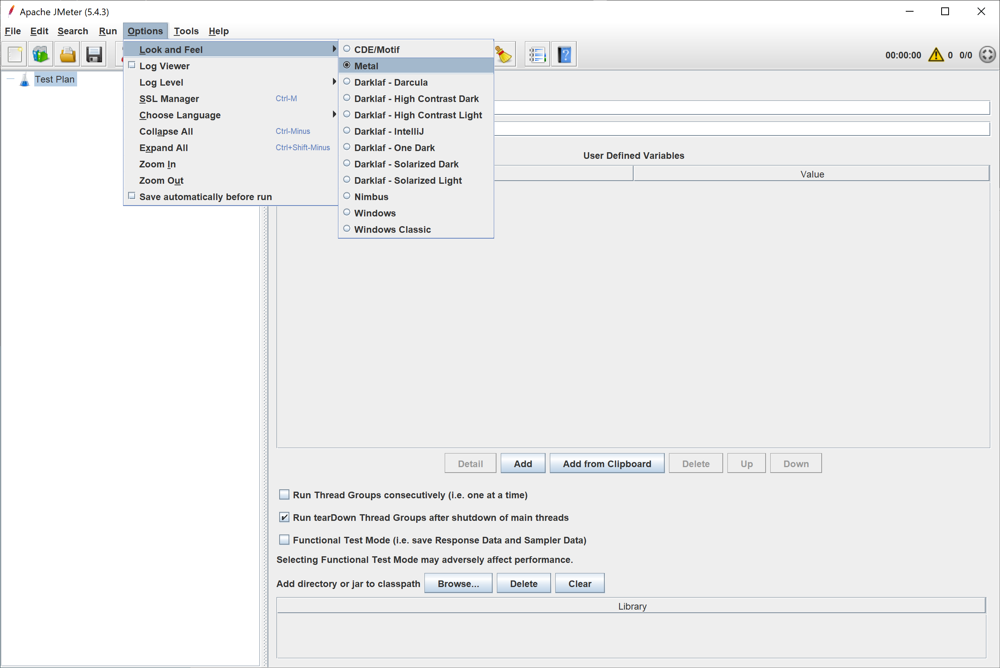 Apache JMeter (5.4.3)
File Edit Search Run Options Tools Help
00:00:00 0 0/0
Test Plan
Look and Feel
Log Viewer
Log Level
SSL Manager Ctrl-M
Choose Language
Collapse All Ctrl-Minus
Expand All Ctrl+Shift-Minus
Zoom In
Zoom Out
Save automatically before run
CDE/Motif
Metal
Darklaf - Darcula
Darklaf - High Contrast Dark
Darklaf - High Contrast Light
Darklaf - IntelliJ
Darklaf - One Dark
Darklaf - Solarized Dark
Darklaf - Solarized Light
Nimbus
Windows
Windows Classic
User Defined Variables
Value
Detail Add Add from Clipboard Delete Up Down
Run Thread Groups consecutively (i.e. one at a time)
Run tearDown Thread Groups after shutdown of main threads
Functional Test Mode (i.e. save Response Data and Sampler Data)
Selecting Functional Test Mode may adversely affect performance.
Add directory or jar to classpath Browse... Delete Clear
Library